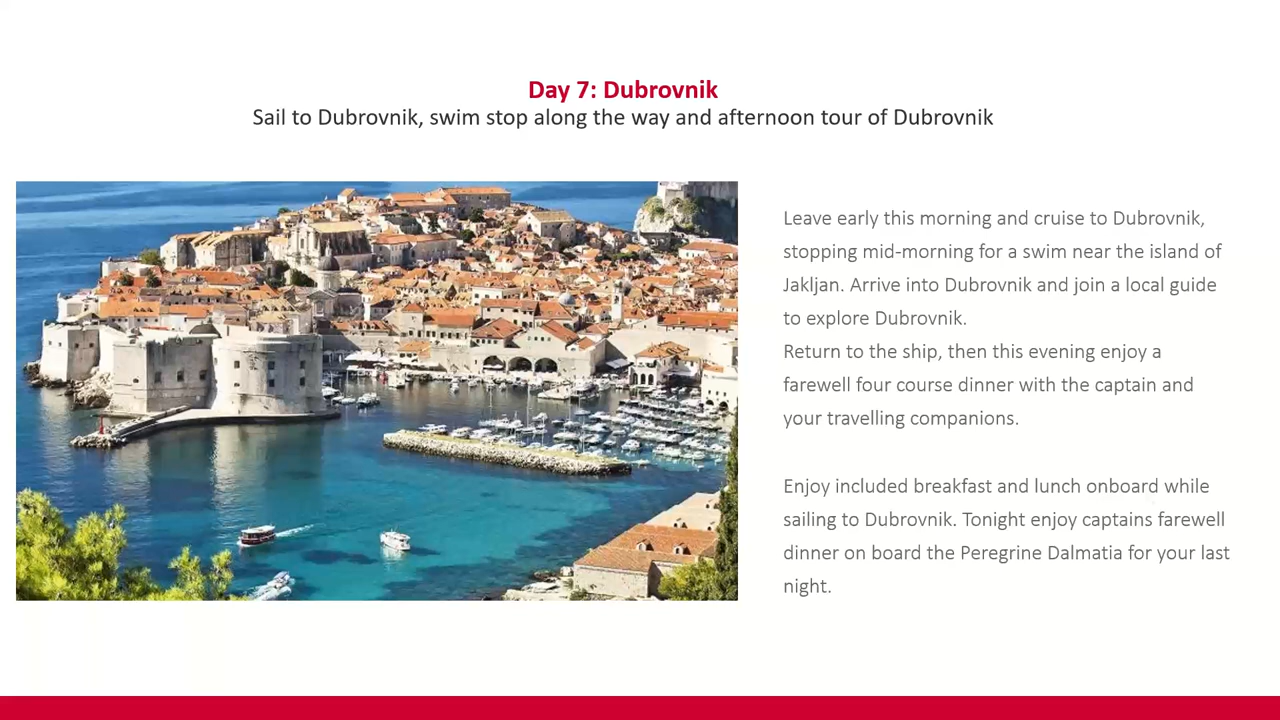 Day 7: Dubrovnik
Sail to Dubrovnik, swim stop along the way and afternoon tour of Dubrovnik
Leave early this morning and cruise to Dubrovnik,
stopping mid-morning for a swim near the island of
Jakljan. Arrive into Dubrovnik and join a local guide
to explore Dubrovnik.
Return to the ship, then this evening enjoy a
farewell four course dinner with the captain and
your travelling companions.
Enjoy included breakfast and lunch onboard while
sailing to Dubrovnik. Tonight enjoy captains farewell
dinner on board the Peregrine Dalmatia for your last
night.